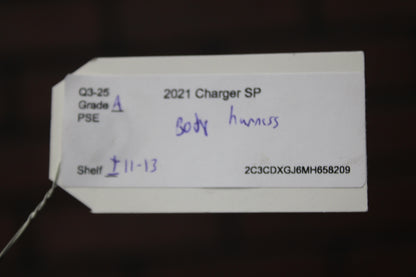 Q3-25
2021 Charger SP
Grade A
PSE
Body harness
Shelf I 11-13
2C3CDXGJ6MH658209